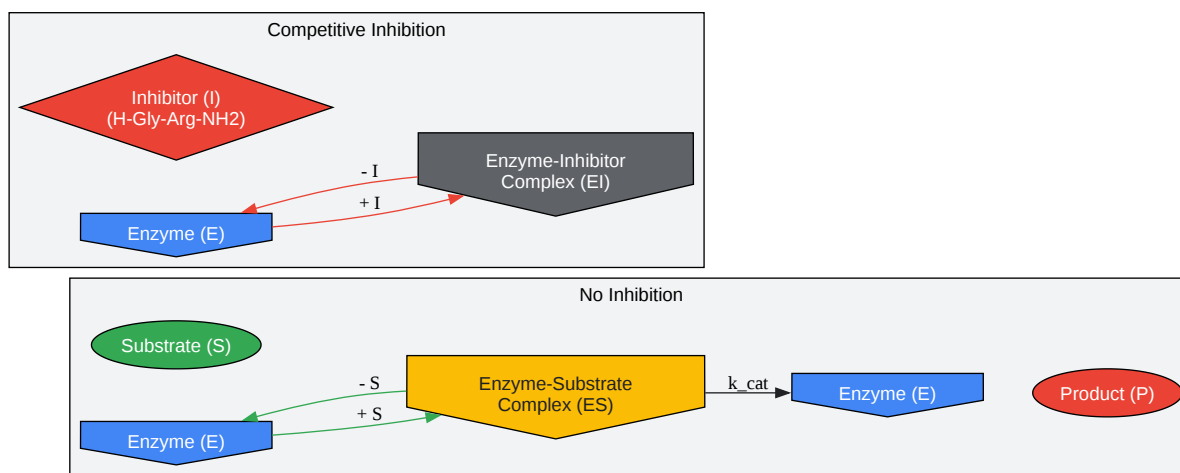 Competitive Inhibition
Inhibitor (I)
(H-Gly-Arg-NH2)
Enzyme-Inhibitor
Complex (EI)
- I
+ I
Enzyme (E)
No Inhibition
Substrate (S)
Enzyme-Substrate
Complex (ES)
- S
+ S
Enzyme (E)
k_cat
Enzyme (E)
Product (P)